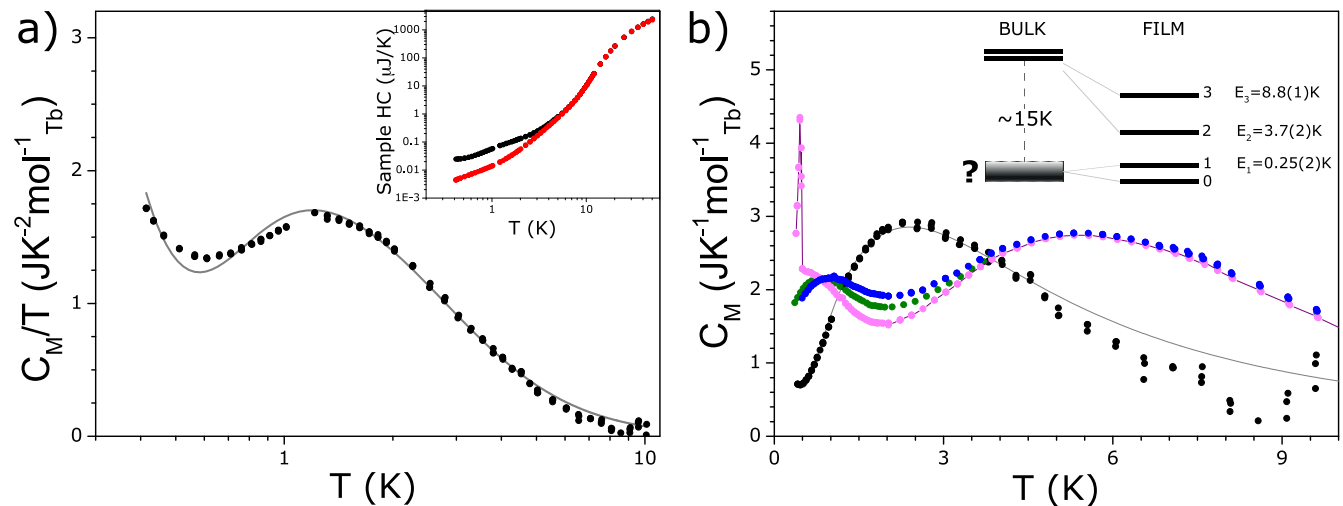 a)
C_M/T (JK^-2mol^-1_Tb)
3
2
1
0
1
10
T (K)
Sample HC (μJ/K)
1000
100
10
1
0.1
0.01
1E-3
1
10
T (K)
b)
C_M (JK^-1mol^-1_Tb)
5
4
3
2
1
0
0
3
6
9
T (K)
BULK
FILM
~15K
?
3
E_3=8.8(1)K
2
E_2=3.7(2)K
1
E_1=0.25(2)K
0